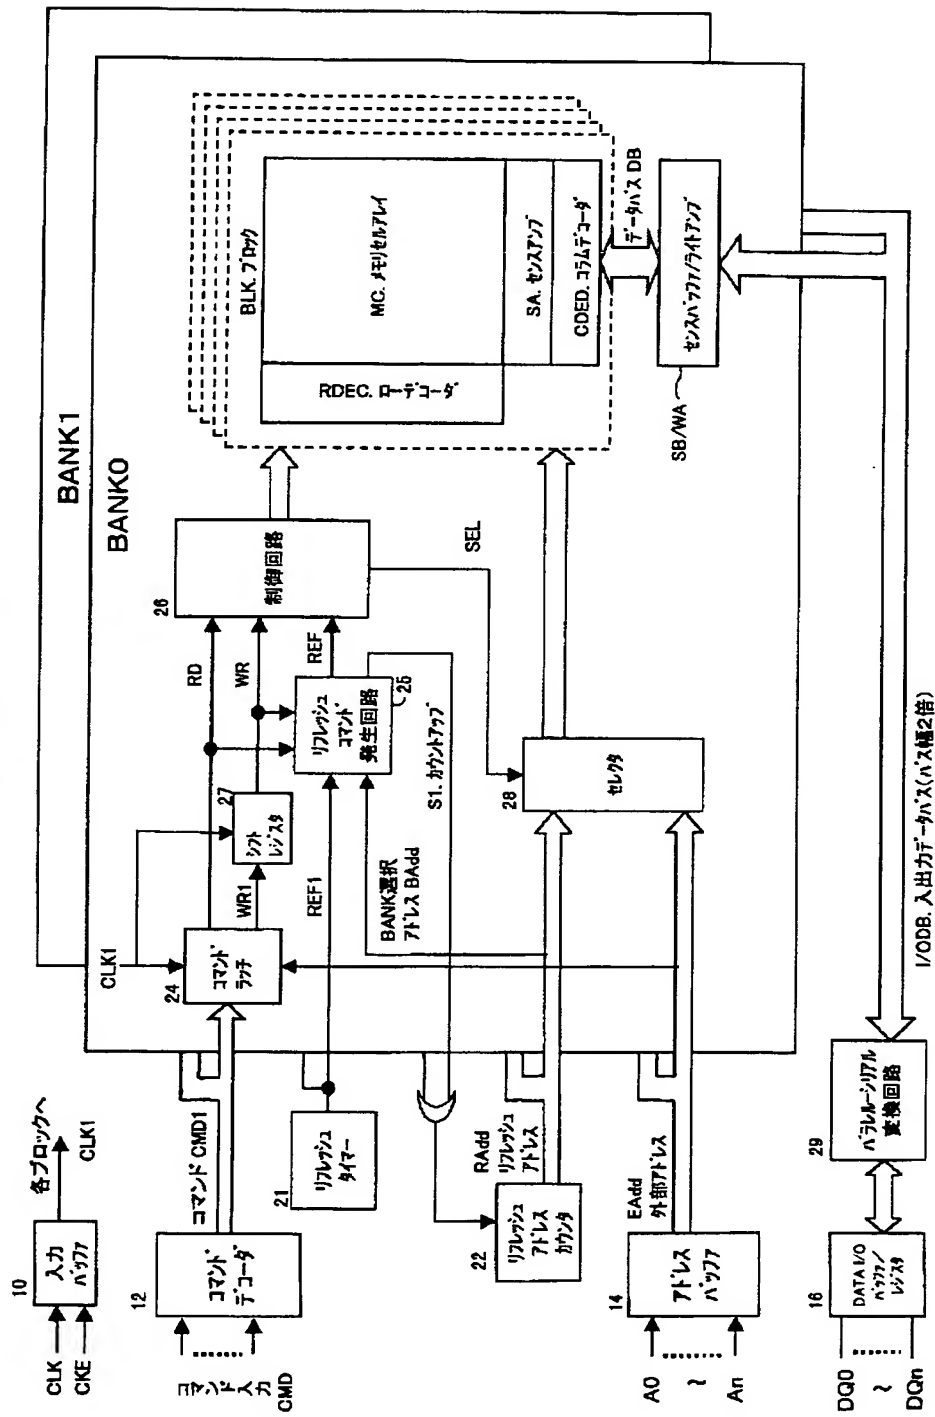 BANK1
BANK0
10
入力
バッファ
CLK
CKE
各ブロックへ
CLK1
コマンド入力
CMD
12
コマンド
デコーダ
コマンド CMD1
21
リフレッシュ
タイマー
22
リフレッシュ
アドレス
カウンタ
RAdd
リフレッシュ
アドレス
A0
〜
An
14
アドレス
バッファ
EAdd
外部アドレス
DQ0
〜
DQn
16
DATA I/O
バッファ/
レジスタ
29
パラレルーシリアル
変換回路
I/ODB. 入出力データバス(バス幅2倍)
CLK1
24
コマンド
ラッチ
WR1
27
シフト
レジスタ
RD
WR
REF
REF1
リフレッシュ
コマンド
発生回路
25
BANK選択
アドレス BAdd
S1. カウントアップ
26
制御回路
SEL
28
セレクタ
BLK. ブロック
MC. メモリセルアレイ
RDEC. ローデコーダ
SA. センスアンプ
CDED. コラムデコーダ
データバス DB
センスバッファ/ライトアンプ
SB/WA